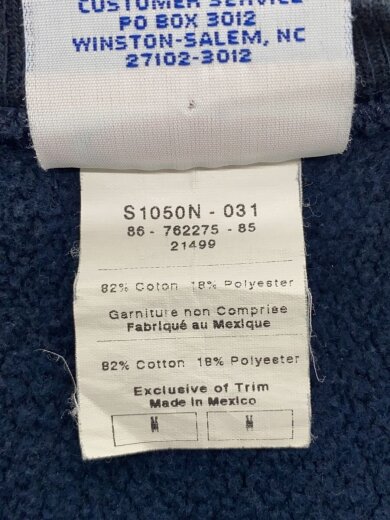 CUSTOMER SERVICE
PO BOX 3012
WINSTON-SALEM, NC
27102-3012
S1050N - 031
86 - 762275 - 85
21499
82% Coton 18% Polyester
Garniture non Comprise
Fabriqué au Mexique
82% Cotton 18% Polyester
Exclusive of Trim
Made in Mexico